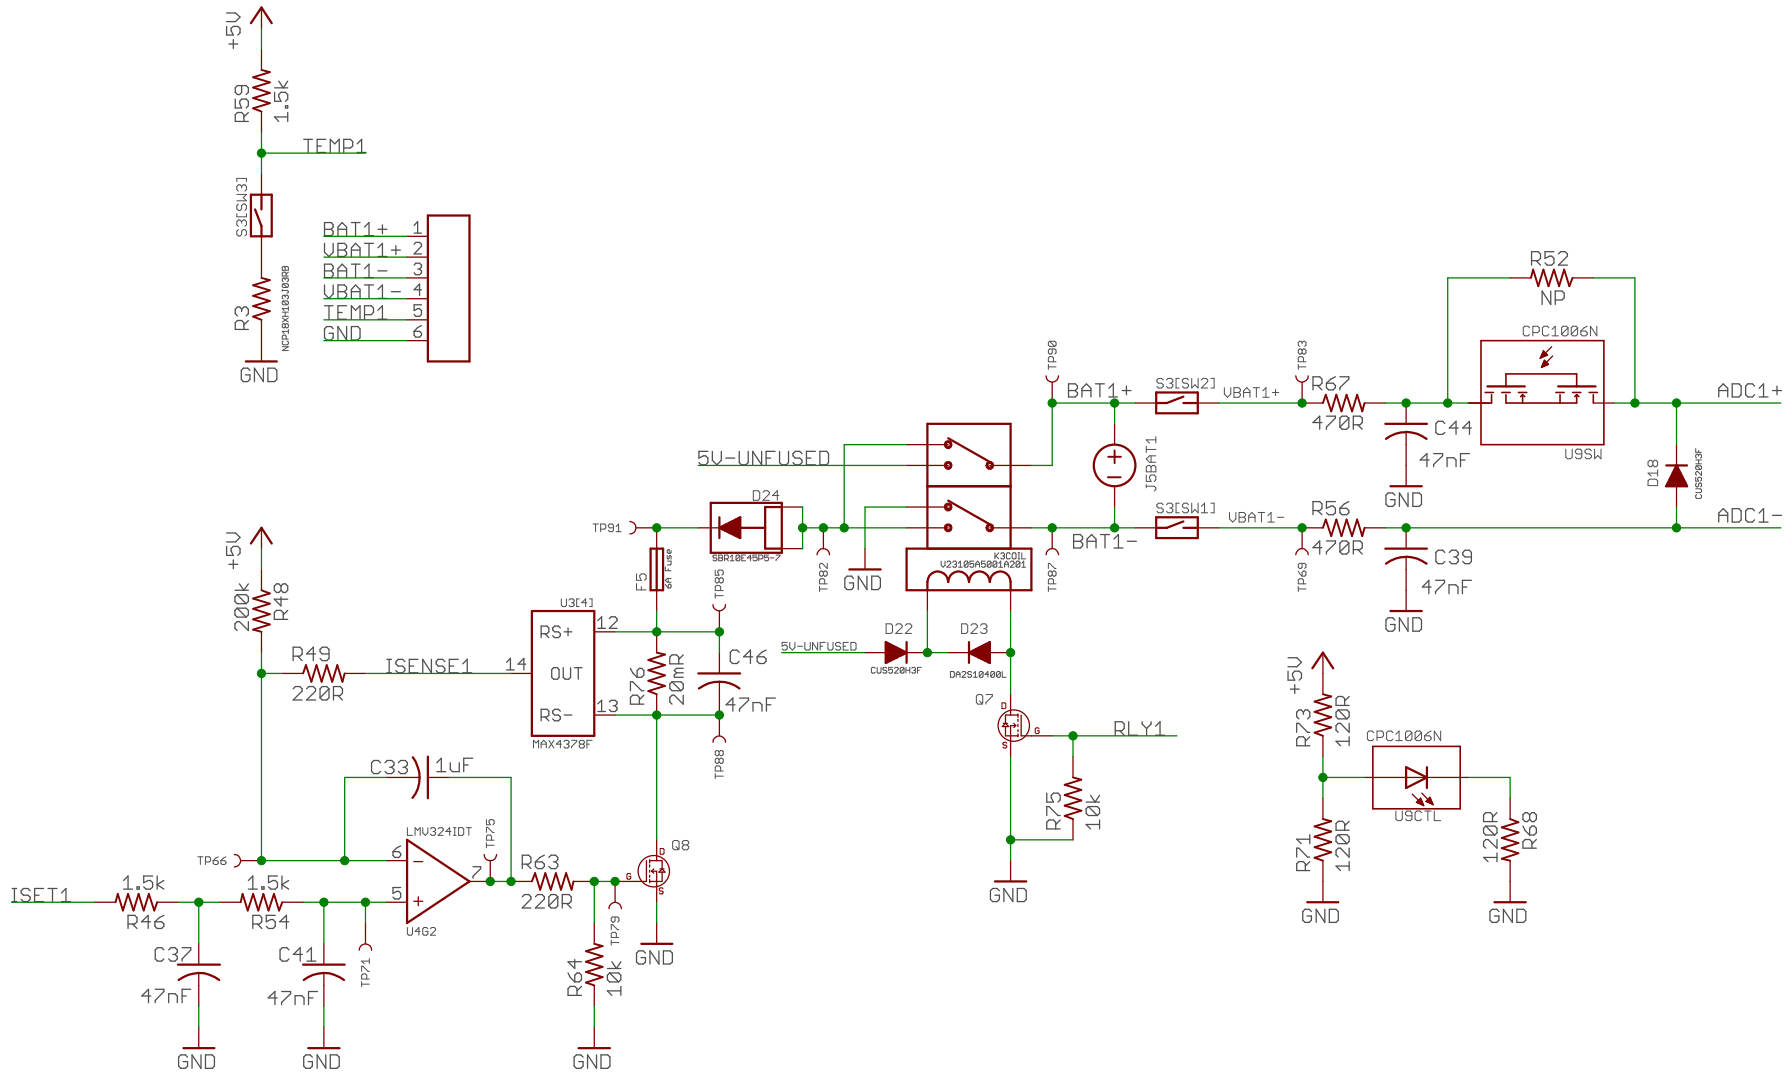 +5V
R59
1.5k
TEMP1
S3[SW3]
R3
NCP18XH103J03RB
GND
BAT1+ 1
VBAT1+ 2
BAT1- 3
VBAT1- 4
TEMP1 5
GND 6
R52
NP
CPC1006N
U9SW
TP90
BAT1+
S3[SW2]
VBAT1+
TP83
R67
470R
C44
47nF
GND
ADC1+
D18
CUS520H3F
ADC1-
J5BAT1
5V-UNFUSED
D24
SBR10E45P5-7
TP91
TP82
GND
K3COIL
V23105A5001A201
BAT1-
TP87
S3[SW1]
VBAT1-
TP69
R56
470R
C39
47nF
GND
F5
6A Fuse
TP85
+5V
200k
R48
R49
220R
ISENSE1
14
U3[4]
12
RS+
OUT
RS-
13
MAX4378F
R76
20mR
C46
47nF
TP88
5V-UNFUSED
D22
CUS520H3F
D23
DA2S10400L
Q7
D
G
S
RLY1
R75
10k
GND
+5V
R73
120R
CPC1006N
U9CTL
R71
120R
120R
R68
GND
GND
C33
1uF
LMV324IDT
TP75
TP66
6
7
5
U4G2
R63
220R
Q8
D
G
S
GND
TP79
R64
10k
GND
ISET1
1.5k
R46
1.5k
R54
C37
47nF
GND
C41
47nF
GND
TP71